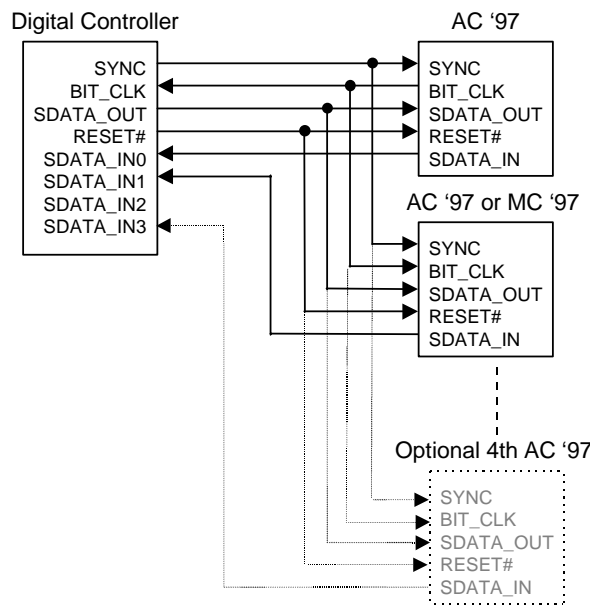 Digital Controller
SYNC
BIT_CLK
SDATA_OUT
RESET#
SDATA_IN0
SDATA_IN1
SDATA_IN2
SDATA_IN3
AC ‘97
SYNC
BIT_CLK
SDATA_OUT
RESET#
SDATA_IN
AC ‘97 or MC ‘97
SYNC
BIT_CLK
SDATA_OUT
RESET#
SDATA_IN
Optional 4th AC ‘97
SYNC
BIT_CLK
SDATA_OUT
RESET#
SDATA_IN